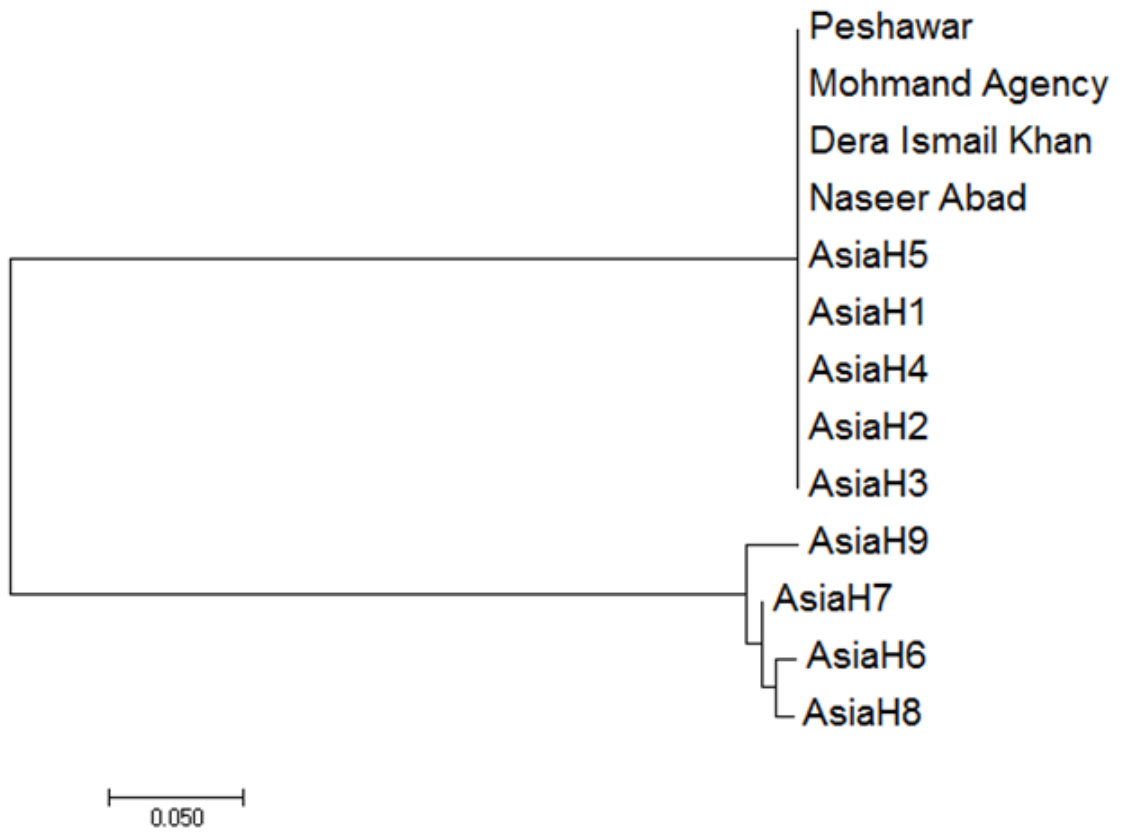 Peshawar
Mohmand Agency
Dera Ismail Khan
Naseer Abad
AsiaH5
AsiaH1
AsiaH4
AsiaH2
AsiaH3
AsiaH9
AsiaH7
AsiaH6
AsiaH8
0.050